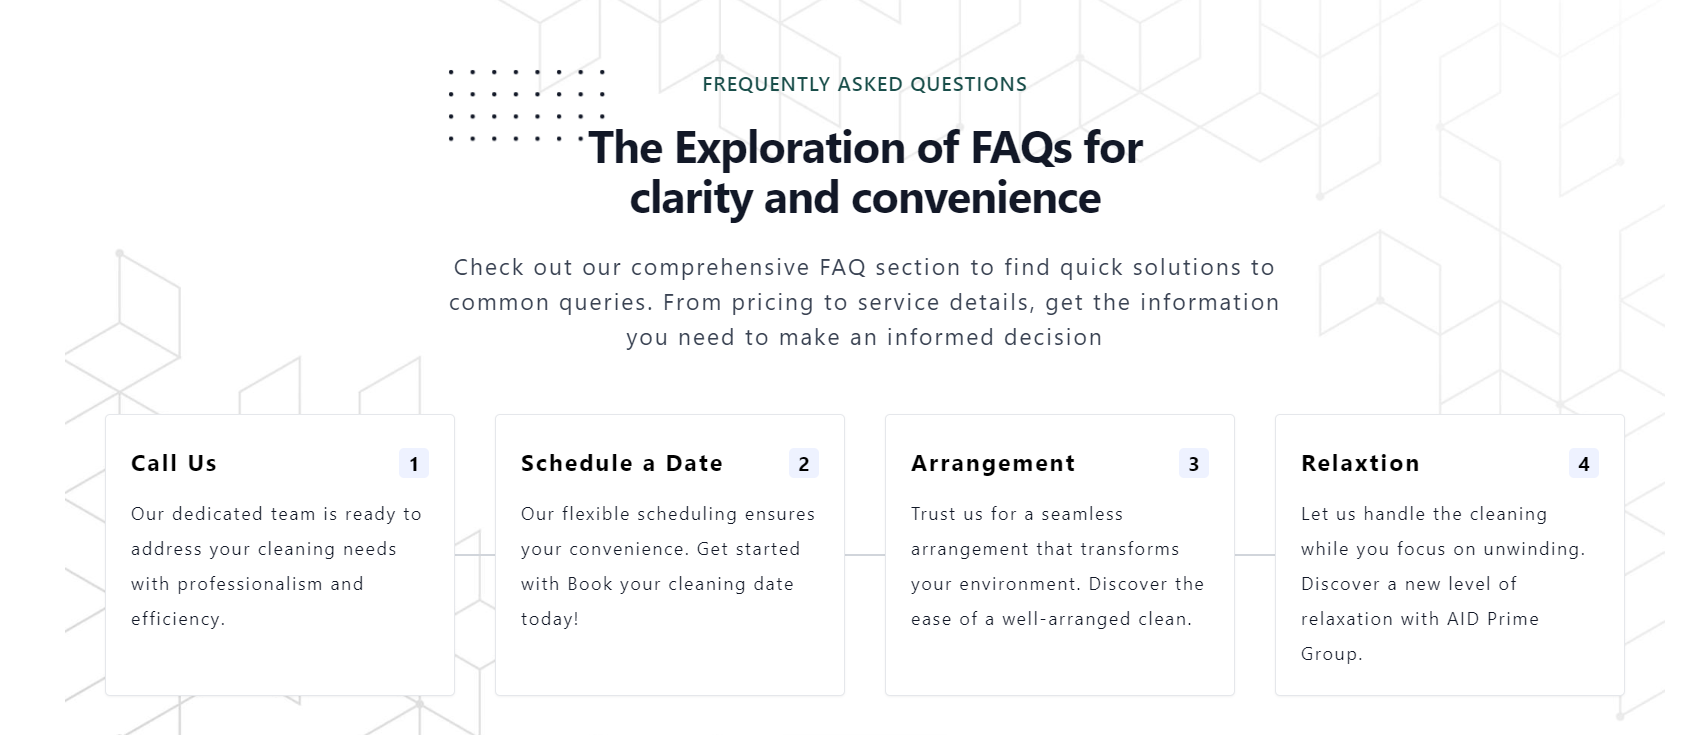 FREQUENTLY ASKED QUESTIONS
The Exploration of FAQs for
clarity and convenience
Check out our comprehensive FAQ section to find quick solutions to
common queries. From pricing to service details, get the information
you need to make an informed decision
Call Us 1
Our dedicated team is ready to
address your cleaning needs
with professionalism and
efficiency.
Schedule a Date 2
Our flexible scheduling ensures
your convenience. Get started
with Book your cleaning date
today!
Arrangement 3
Trust us for a seamless
arrangement that transforms
your environment. Discover the
ease of a well-arranged clean.
Relaxtion 4
Let us handle the cleaning
while you focus on unwinding.
Discover a new level of
relaxation with AID Prime
Group.